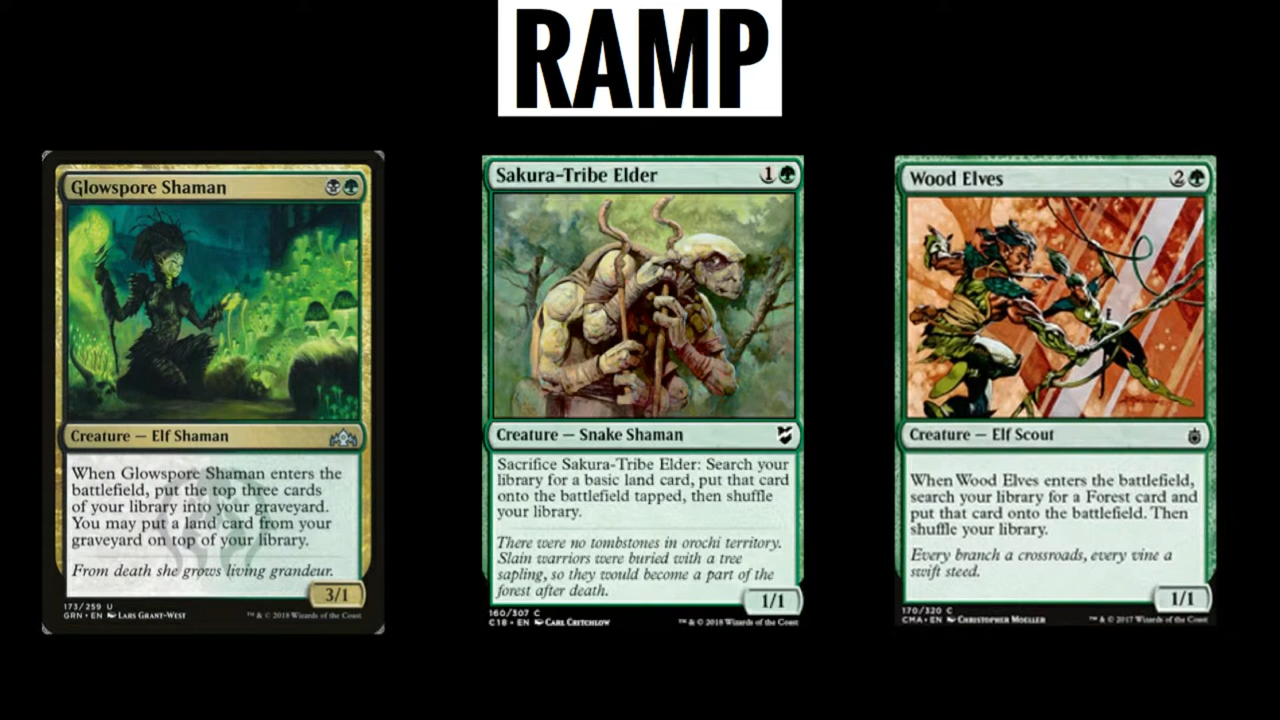 RAMP
Glowspore Shaman
Creature — Elf Shaman
When Glowspore Shaman enters the
battlefield, put the top three cards
of your library into your graveyard.
You may put a land card from your
graveyard on top of your library.
From death she grows living grandeur.
3/1
173/259 U
GRN • EN Lars Grant-West
™ & © 2018 Wizards of the Coast
Sakura-Tribe Elder 1
Creature — Snake Shaman
Sacrifice Sakura-Tribe Elder: Search your
library for a basic land card, put that card
onto the battlefield tapped, then shuffle
your library.
There were no tombstones in orochi territory.
Slain warriors were buried with a tree
sapling, so they would become a part of the
forest after death.
1/1
160/307 C
C18 • EN Carl Critchlow
™ & © 2018 Wizards of the Coast
Wood Elves 2
Creature — Elf Scout
When Wood Elves enters the battlefield,
search your library for a Forest card and
put that card onto the battlefield. Then
shuffle your library.
Every branch a crossroads, every vine a
swift steed.
1/1
170/320 C
CMA • EN Christopher Moeller
™ & © 2017 Wizards of the Coast